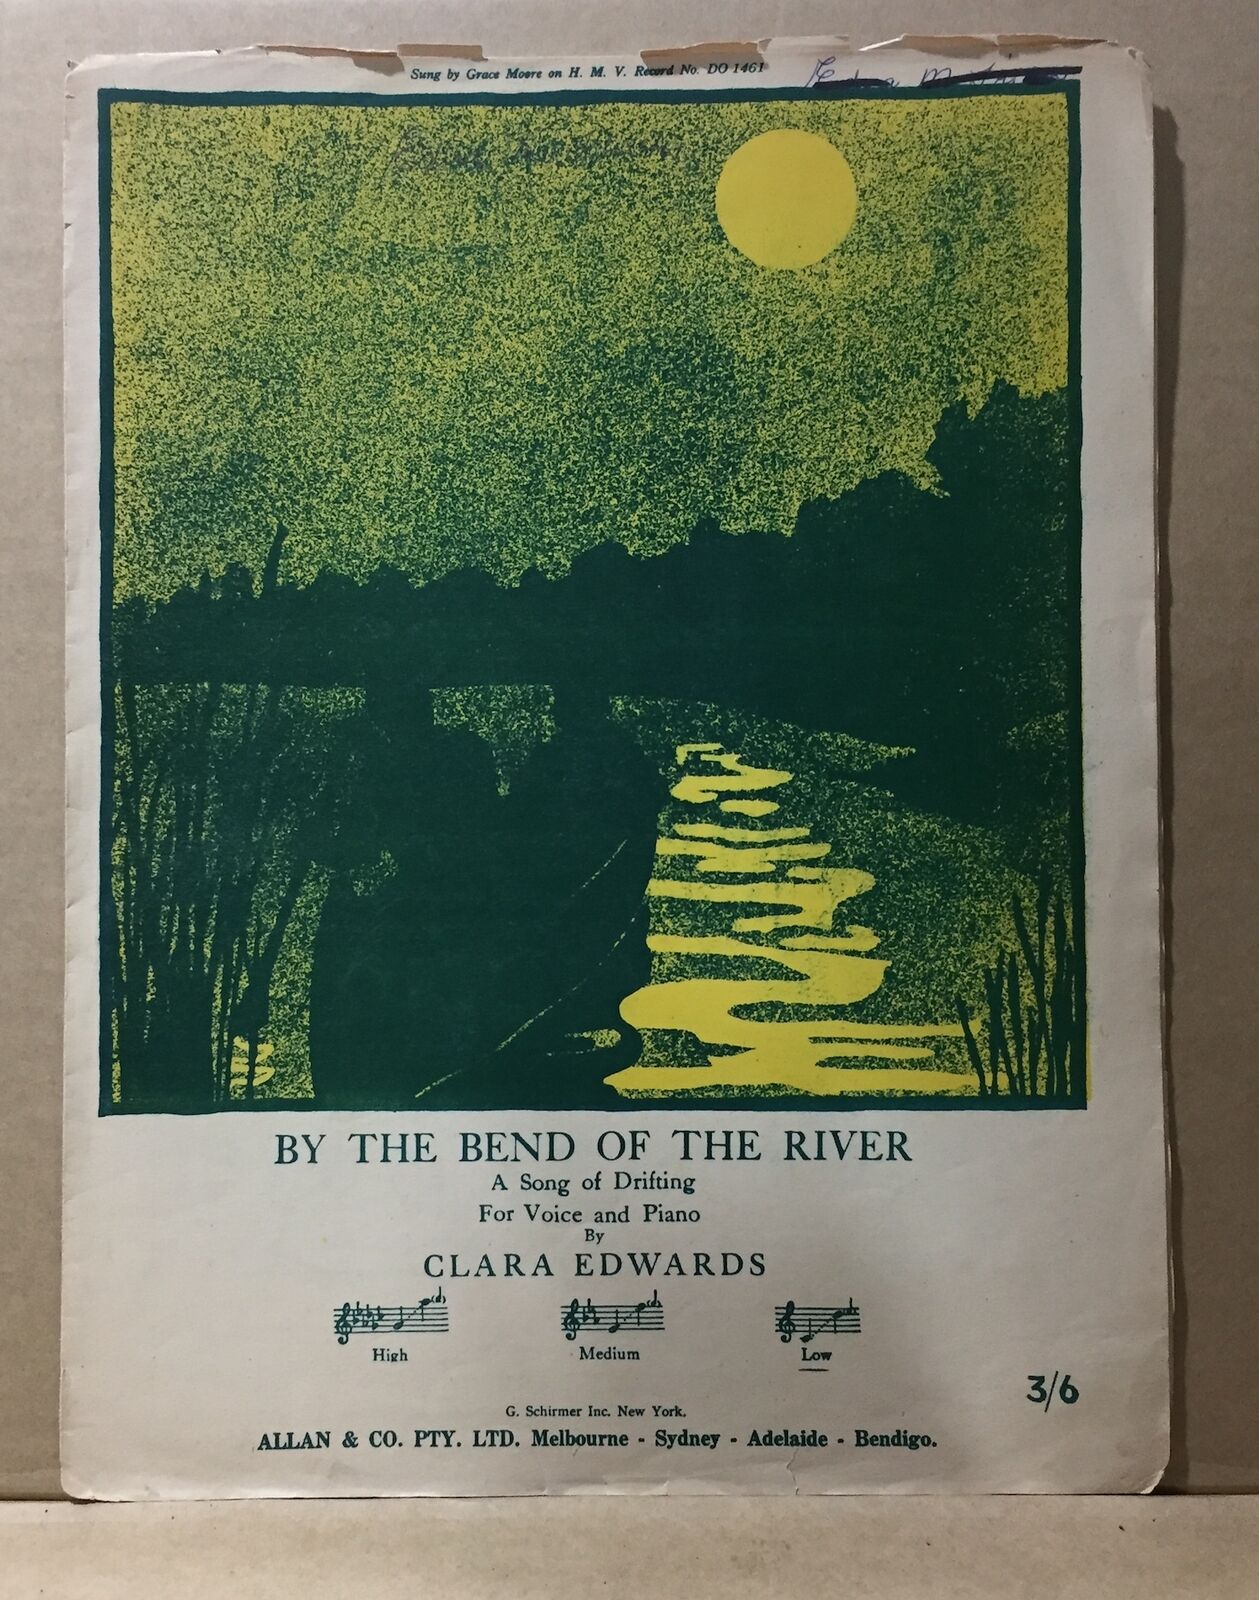 Sung by Grace Moore on H. M. V. Record No. DO 1461
BY THE BEND OF THE RIVER
A Song of Drifting
For Voice and Piano
By
CLARA EDWARDS
High Medium Low
3/6
G. Schirmer Inc. New York.
ALLAN & CO. PTY. LTD. Melbourne - Sydney - Adelaide - Bendigo.